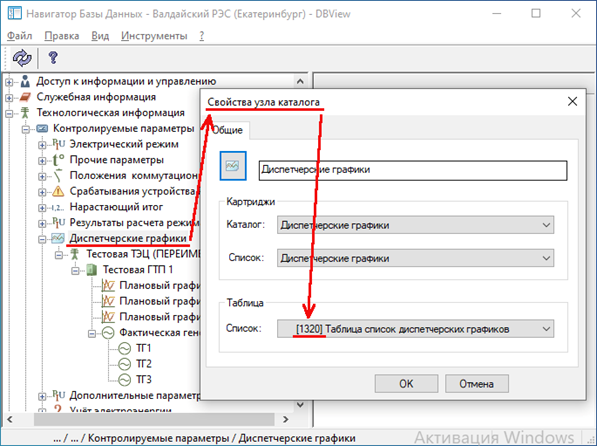 Навигатор Базы Данных - Валдайский РЭС (Екатеринбург) - DBView
Файл Правка Вид Инструменты ?
Доступ к информации и управлению
Служебная информация
Технологическая информация
Контролируемые параметры
Электрический режим
Прочие параметры
Положения коммутацион
Срабатывания устройств
Нарастающий итог
Результаты расчета режим
Диспетчерские графики
Тестовая ТЭЦ (ПЕРЕИМЕ
Тестовая ГТП 1
Плановый графи
Плановый графи
Плановый графи
Фактическая ген
ТГ1
ТГ2
ТГ3
Дополнительные параметр
Учёт электроэнергии
Свойства узла каталога
Общие
Диспетчерские графики
Картриджи
Каталог: Диспетчерские графики
Список: Диспетчерские графики
Таблица
Список: [1320] Таблица список диспетчерских графиков
OK Отмена
... / ... / Контролируемые параметры / Диспетчерские графики
Активация Windows